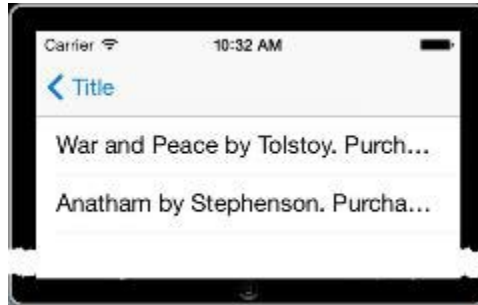 Carrier 10:32 AM
Title
War and Peace by Tolstoy. Purch...
Anatham by Stephenson. Purcha...